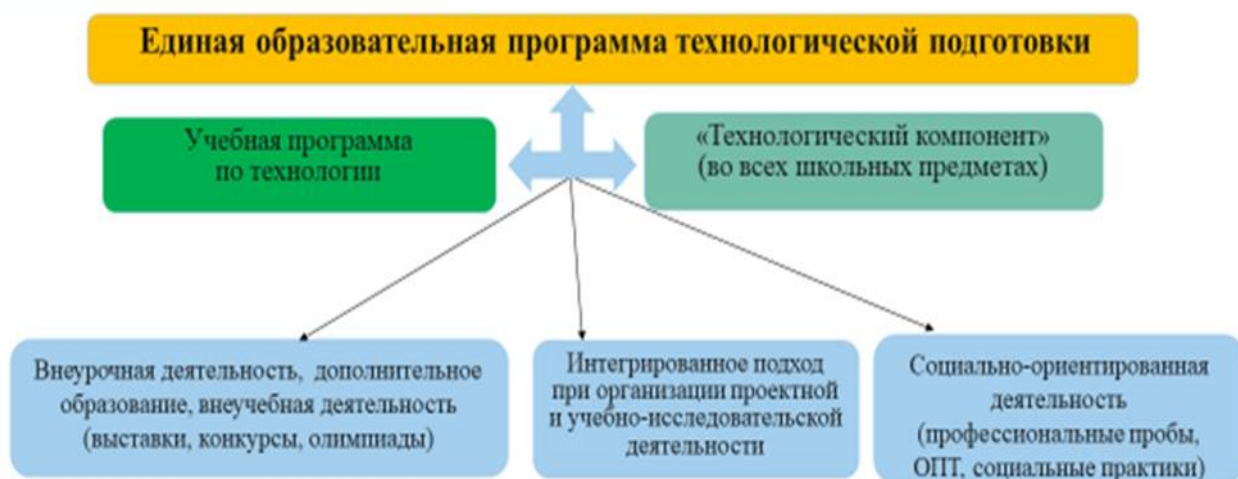 Единая образовательная программа технологической подготовки
Учебная программа
по технологии
«Технологический компонент»
(во всех школьных предметах)
Внеурочная деятельность, дополнительное
образование, внеучебная деятельность
(выставки, конкурсы, олимпиады)
Интегрированное подход
при организации проектной
и учебно-исследовательской
деятельности
Социально-ориентированная
деятельность
(профессиональные пробы,
ОПТ, социальные практики)